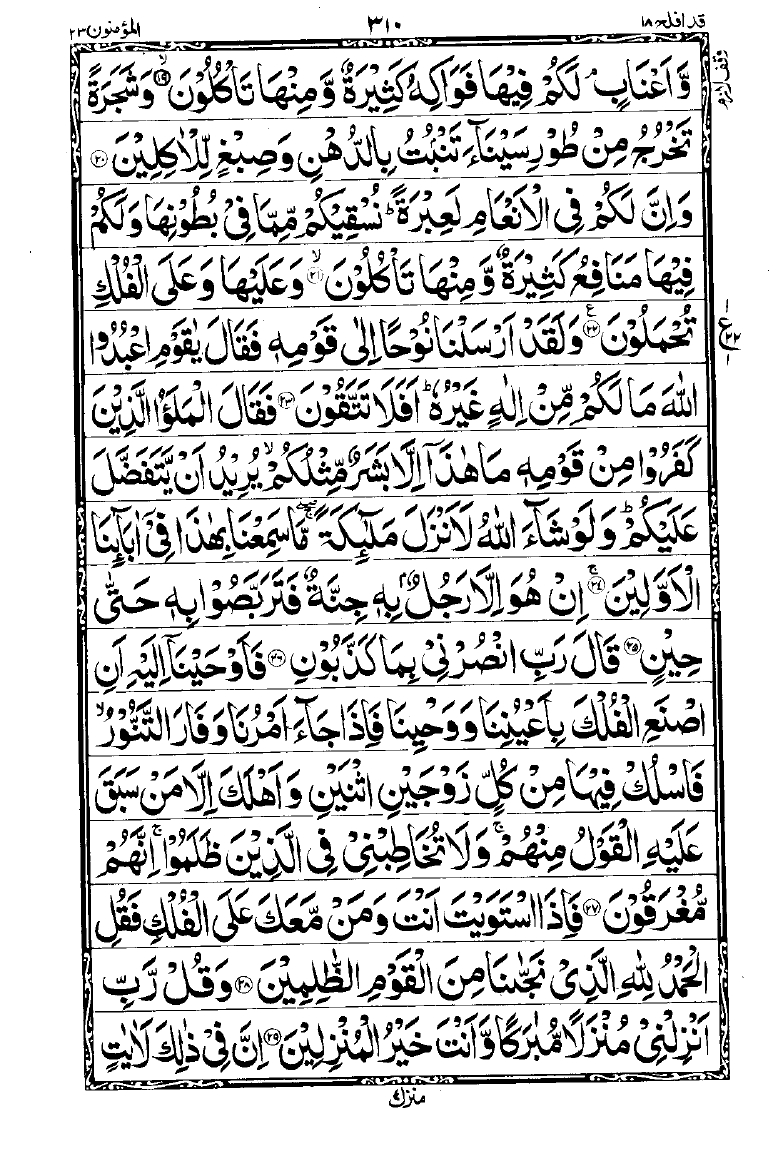 قد افلح ١٨
٣١٠
المؤمنون ٢٣
وقف لازم
وَّاَعْنَابٍ ۘ لَكُمْ فِيْهَا فَوَاكِهُ كَثِيْرَةٌ وَّمِنْهَا تَاْكُلُوْنَ ۙ﴿۱۹﴾ وَشَجَرَةً
تَخْرُجُ مِنْ طُوْرِ سَيْنَآءَ تَنْۢبُتُ بِالدُّهْنِ وَصِبْغٍ لِّلْاٰكِلِيْنَ ﴿۲۰﴾
وَاِنَّ لَكُمْ فِى الْاَنْعَامِ لَعِبْرَةً ؕ نُسْقِيْكُمْ مِّمَّا فِىْ بُطُوْنِهَا وَلَكُمْ
فِيْهَا مَنَافِعُ كَثِيْرَةٌ وَّمِنْهَا تَاْكُلُوْنَ ۙ﴿۲۱﴾ وَعَلَيْهَا وَعَلَى الْفُلْكِ
تُحْمَلُوْنَ ﴿۲۲﴾ ع وَلَقَدْ اَرْسَلْنَا نُوْحًا اِلٰى قَوْمِهٖ فَقَالَ يٰقَوْمِ اعْبُدُوا
اللّٰهَ مَا لَكُمْ مِّنْ اِلٰهٍ غَيْرُهٗ ؕ اَفَلَا تَتَّقُوْنَ ﴿۲۳﴾ فَقَالَ الْمَلَؤُا الَّذِيْنَ
كَفَرُوْا مِنْ قَوْمِهٖ مَا هٰذَاۤ اِلَّا بَشَرٌ مِّثْلُكُمْ ۙ يُرِيْدُ اَنْ يَّتَفَضَّلَ
عَلَيْكُمْ ؕ وَلَوْ شَآءَ اللّٰهُ لَاَنْزَلَ مَلٰٓئِكَةً ۖۚ مَّا سَمِعْنَا بِهٰذَا فِىْۤ اٰبَآئِنَا
الْاَوَّلِيْنَ ۚ﴿۲۴﴾ اِنْ هُوَ اِلَّا رَجُلٌۢ بِهٖ جِنَّةٌ فَتَرَبَّصُوْا بِهٖ حَتّٰى
حِيْنٍ ﴿۲۵﴾ قَالَ رَبِّ انْصُرْنِىْ بِمَا كَذَّبُوْنِ ﴿۲۶﴾ فَاَوْحَيْنَاۤ اِلَيْهِ اَنِ
اصْنَعِ الْفُلْكَ بِاَعْيُنِنَا وَوَحْيِنَا فَاِذَا جَآءَ اَمْرُنَا وَفَارَ التَّنُّوْرُ ۙ
فَاسْلُكْ فِيْهَا مِنْ كُلٍّ زَوْجَيْنِ اثْنَيْنِ وَاَهْلَكَ اِلَّا مَنْ سَبَقَ
عَلَيْهِ الْقَوْلُ مِنْهُمْ ۚ وَلَا تُخَاطِبْنِىْ فِى الَّذِيْنَ ظَلَمُوْا ۚ اِنَّهُمْ
مُّغْرَقُوْنَ ﴿۲۷﴾ فَاِذَا اسْتَوَيْتَ اَنْتَ وَمَنْ مَّعَكَ عَلَى الْفُلْكِ فَقُلِ
الْحَمْدُ لِلّٰهِ الَّذِىْ نَجّٰىنَا مِنَ الْقَوْمِ الظّٰلِمِيْنَ ﴿۲۸﴾ وَقُلْ رَّبِّ
اَنْزِلْنِىْ مُنْزَلًا مُّبٰرَكًا وَّاَنْتَ خَيْرُ الْمُنْزِلِيْنَ ﴿۲۹﴾ اِنَّ فِىْ ذٰلِكَ لَاٰيٰتٍ
منزل ٤